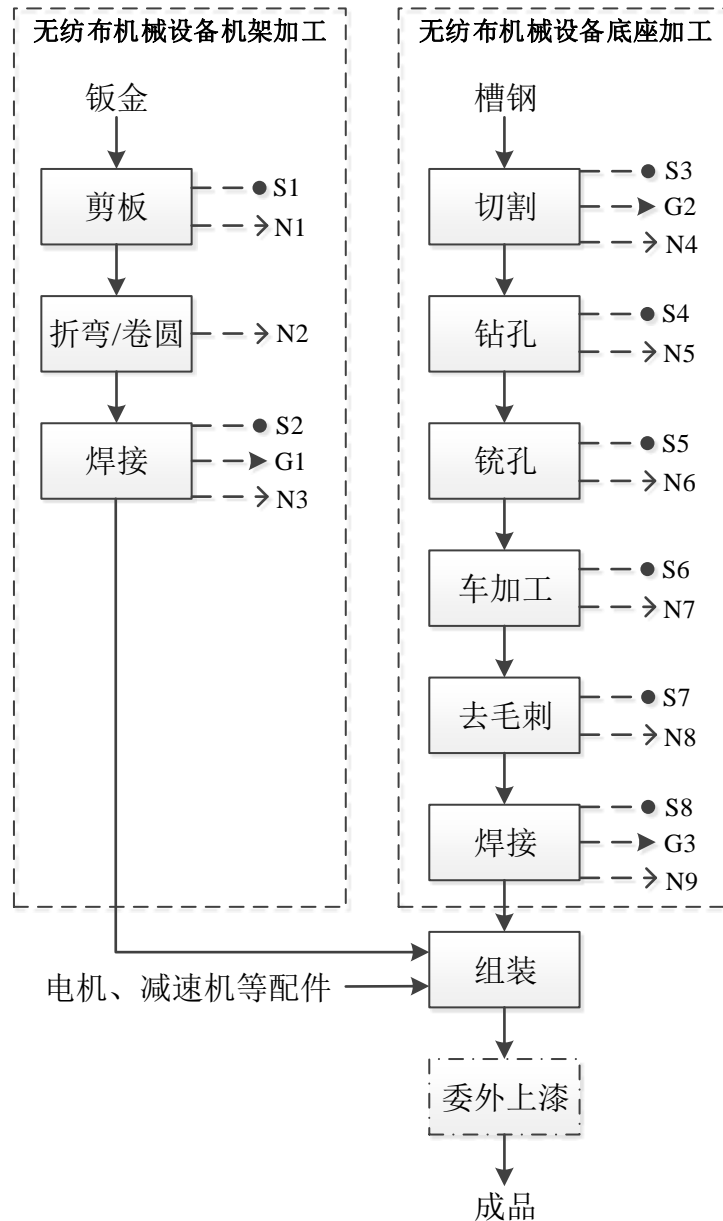 无纺布机械设备机架加工
钣金
剪板
S1
N1
折弯/卷圆
N2
焊接
S2
G1
N3
无纺布机械设备底座加工
槽钢
切割
S3
G2
N4
钻孔
S4
N5
铣孔
S5
N6
车加工
S6
N7
去毛刺
S7
N8
焊接
S8
G3
N9
电机、减速机等配件
组装
委外上漆
成品